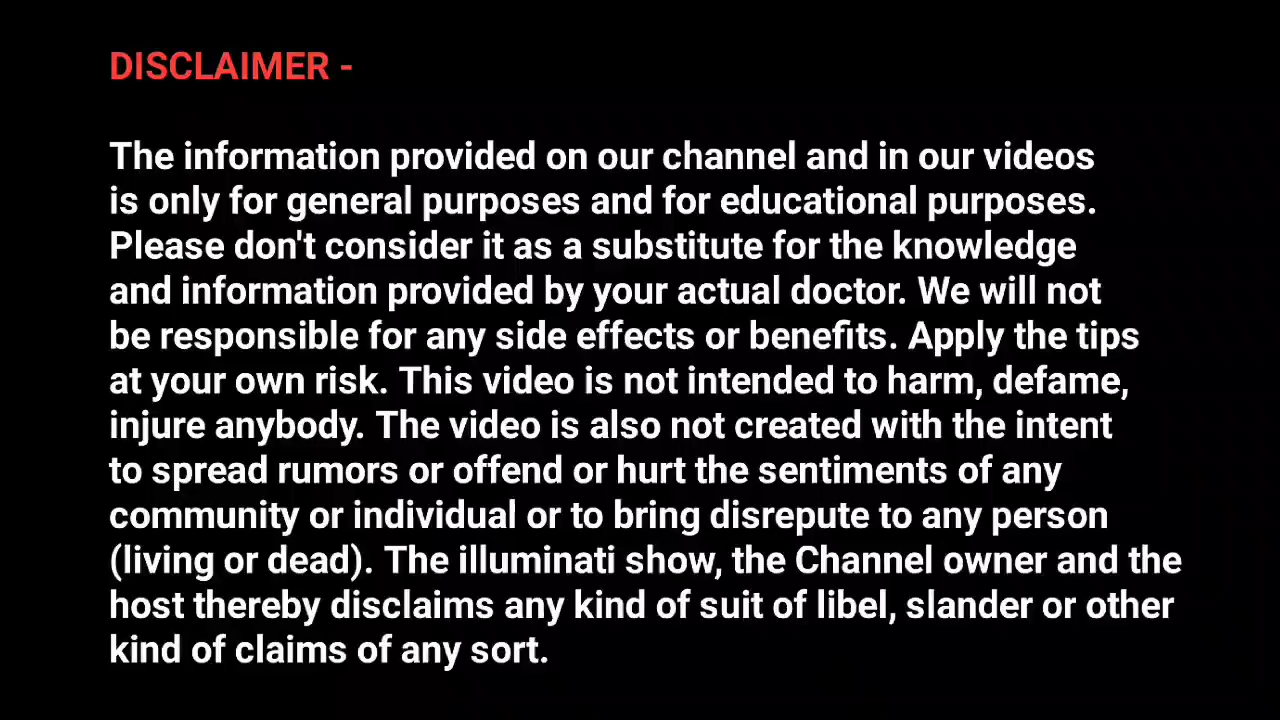 DISCLAIMER -
The information provided on our channel and in our videos
is only for general purposes and for educational purposes.
Please don't consider it as a substitute for the knowledge
and information provided by your actual doctor. We will not
be responsible for any side effects or benefits. Apply the tips
at your own risk. This video is not intended to harm, defame,
injure anybody. The video is also not created with the intent
to spread rumors or offend or hurt the sentiments of any
community or individual or to bring disrepute to any person
(living or dead). The illuminati show, the Channel owner and the
host thereby disclaims any kind of suit of libel, slander or other
kind of claims of any sort.